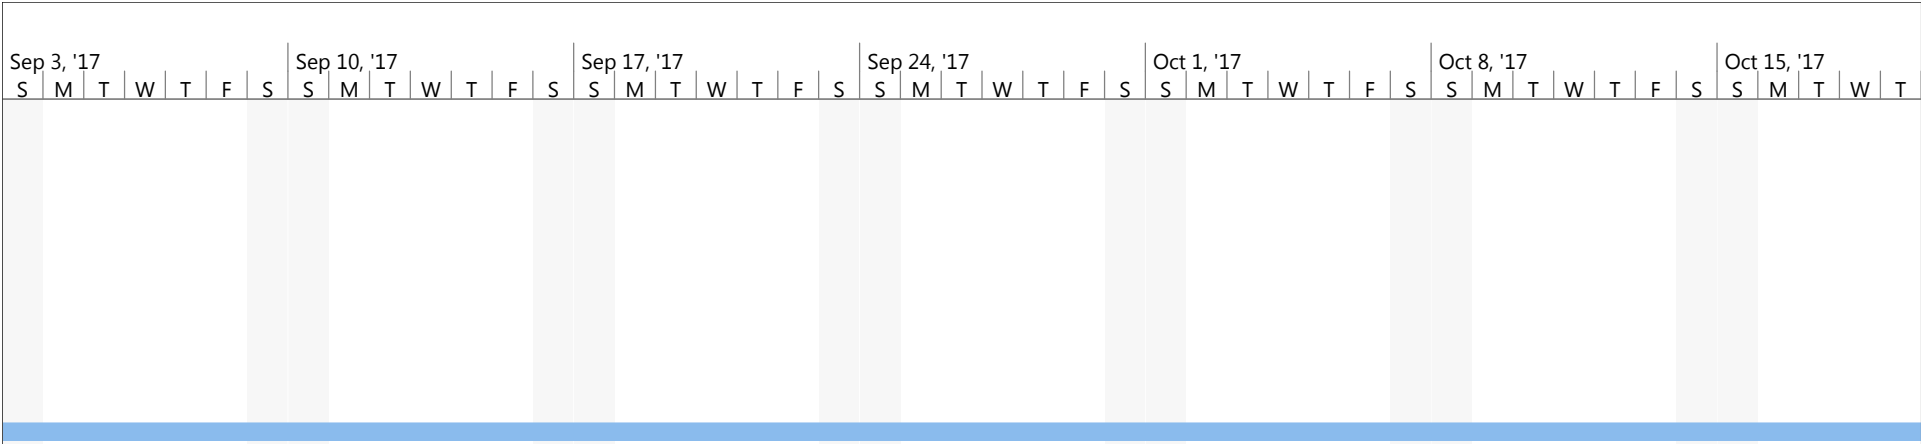 Sep 3, '17 Sep 10, '17 Sep 17, '17 Sep 24, '17 Oct 1, '17 Oct 8, '17 Oct 15, '17
S M T W T F S S M T W T F S S M T W T F S S M T W T F S S M T W T F S S M T W T F S S M T W T